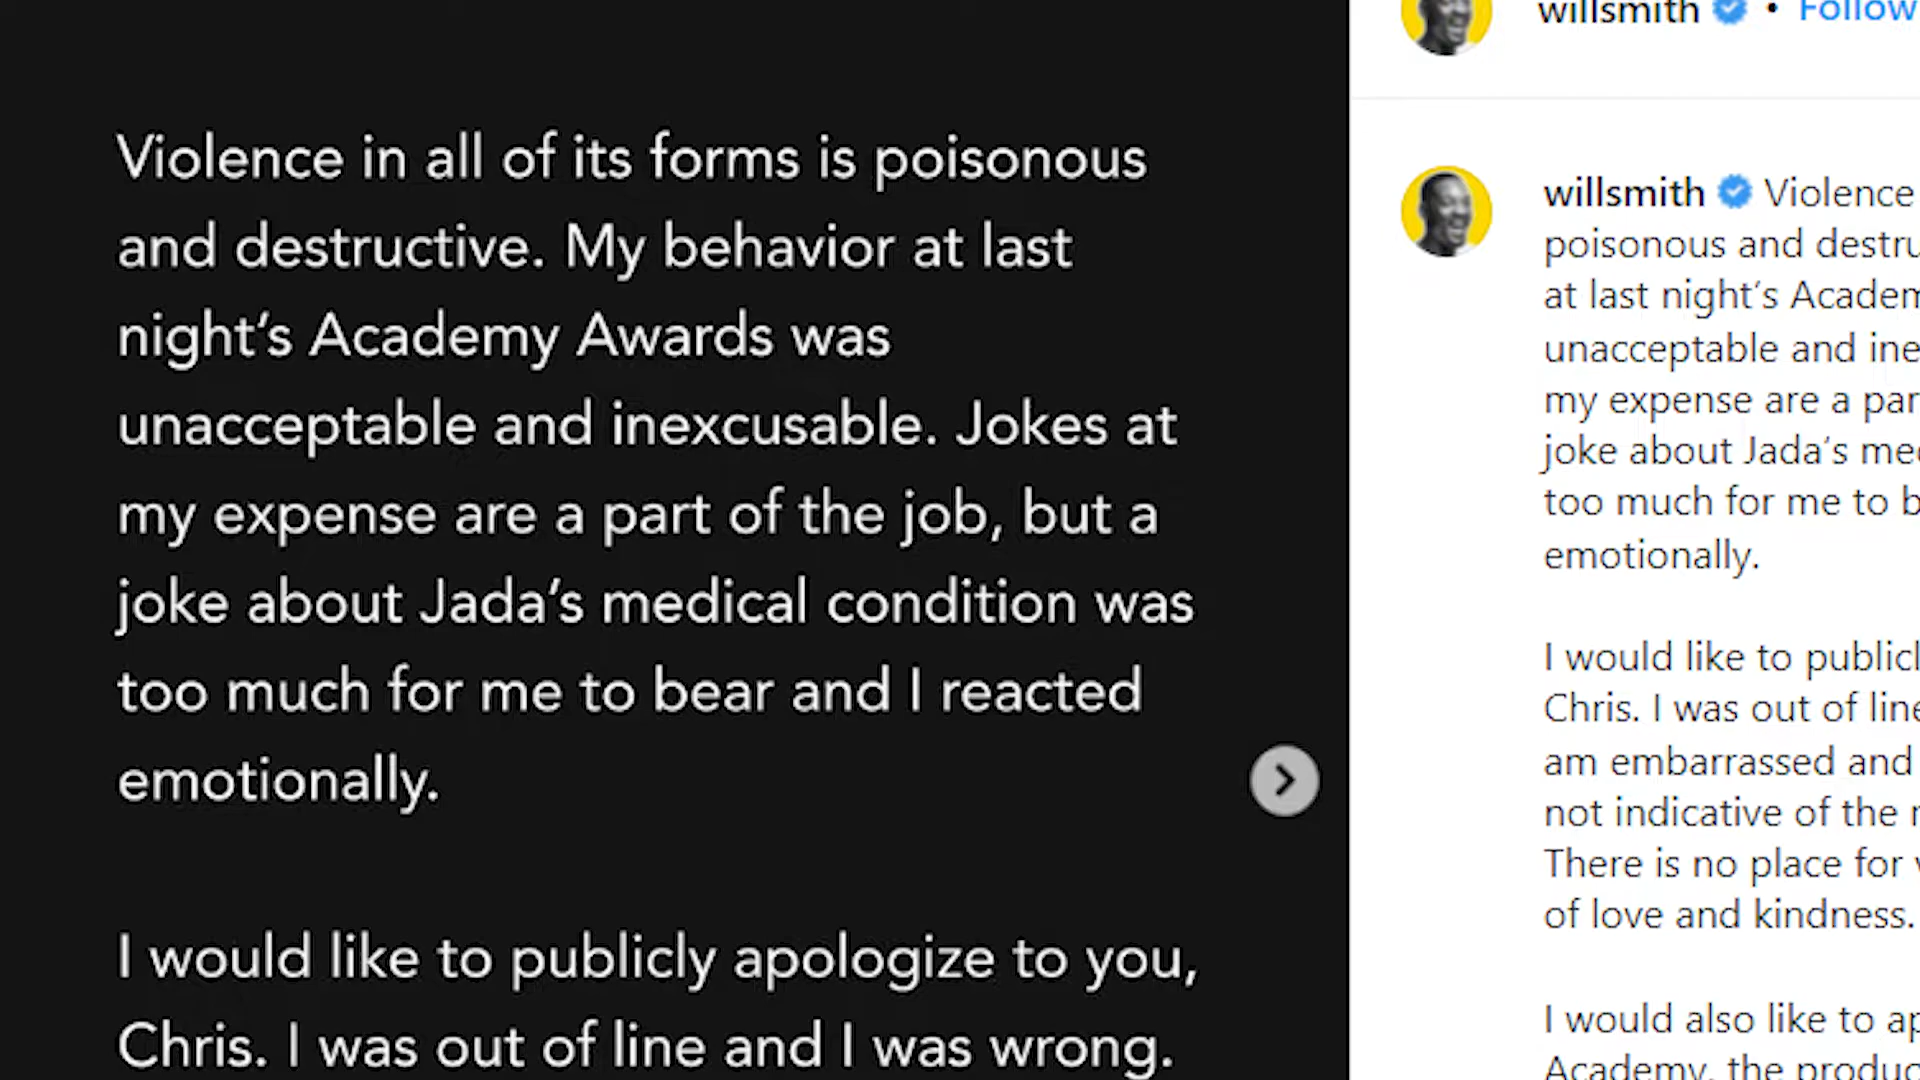 Violence in all of its forms is poisonous
and destructive. My behavior at last
night's Academy Awards was
unacceptable and inexcusable. Jokes at
my expense are a part of the job, but a
joke about Jada's medical condition was
too much for me to bear and I reacted
emotionally.
I would like to publicly apologize to you,
Chris. I was out of line and I was wrong.
willsmith • Follow
willsmith Violence
poisonous and destru
at last night's Academ
unacceptable and ine
my expense are a par
joke about Jada's me
too much for me to b
emotionally.
I would like to publicl
Chris. I was out of line
am embarrassed and
not indicative of the
There is no place for
of love and kindness.
I would also like to ap
Academy, the produc